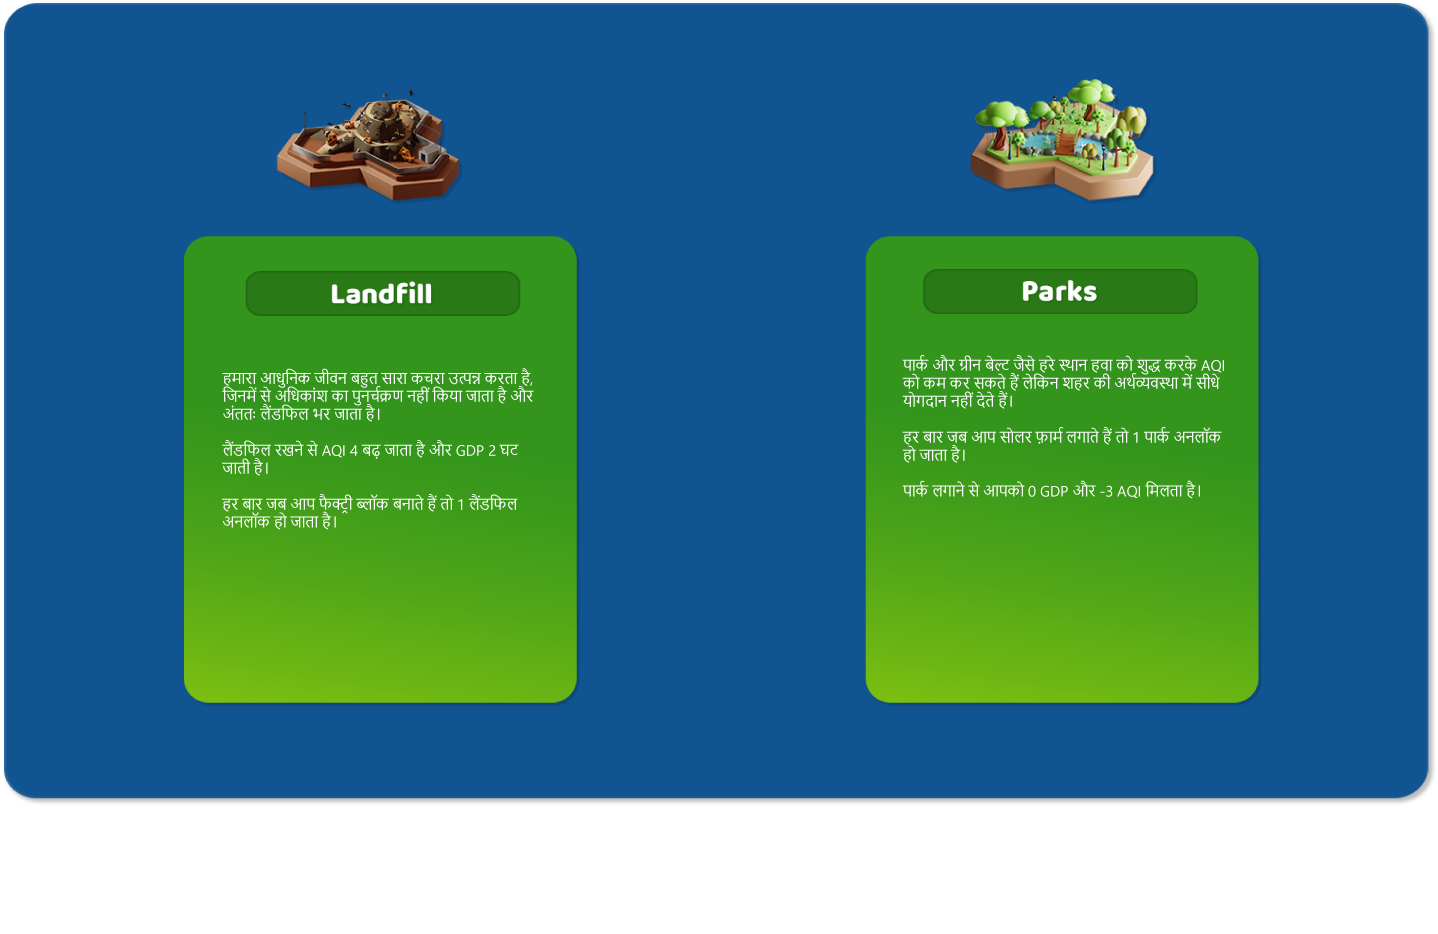 Landfill
हमारा आधुनिक जीवन बहुत सारा कचरा उत्पन्न करता है,
जिनमें से अधिकांश का पुनर्चक्रण नहीं किया जाता है और
अंततः लैंडफिल भर जाता है।
लैंडफिल रखने से AQI 4 बढ़ जाता है और GDP 2 घट
जाती है।
हर बार जब आप फैक्ट्री ब्लॉक बनाते हैं तो 1 लैंडफिल
अनलॉक हो जाता है।
Parks
पार्क और ग्रीन बेल्ट जैसे हरे स्थान हवा को शुद्ध करके AQI
को कम कर सकते हैं लेकिन शहर की अर्थव्यवस्था में सीधे
योगदान नहीं देते हैं।
हर बार जब आप सोलर फ़ार्म लगाते हैं तो 1 पार्क अनलॉक
हो जाता है।
पार्क लगाने से आपको 0 GDP और -3 AQI मिलता है।